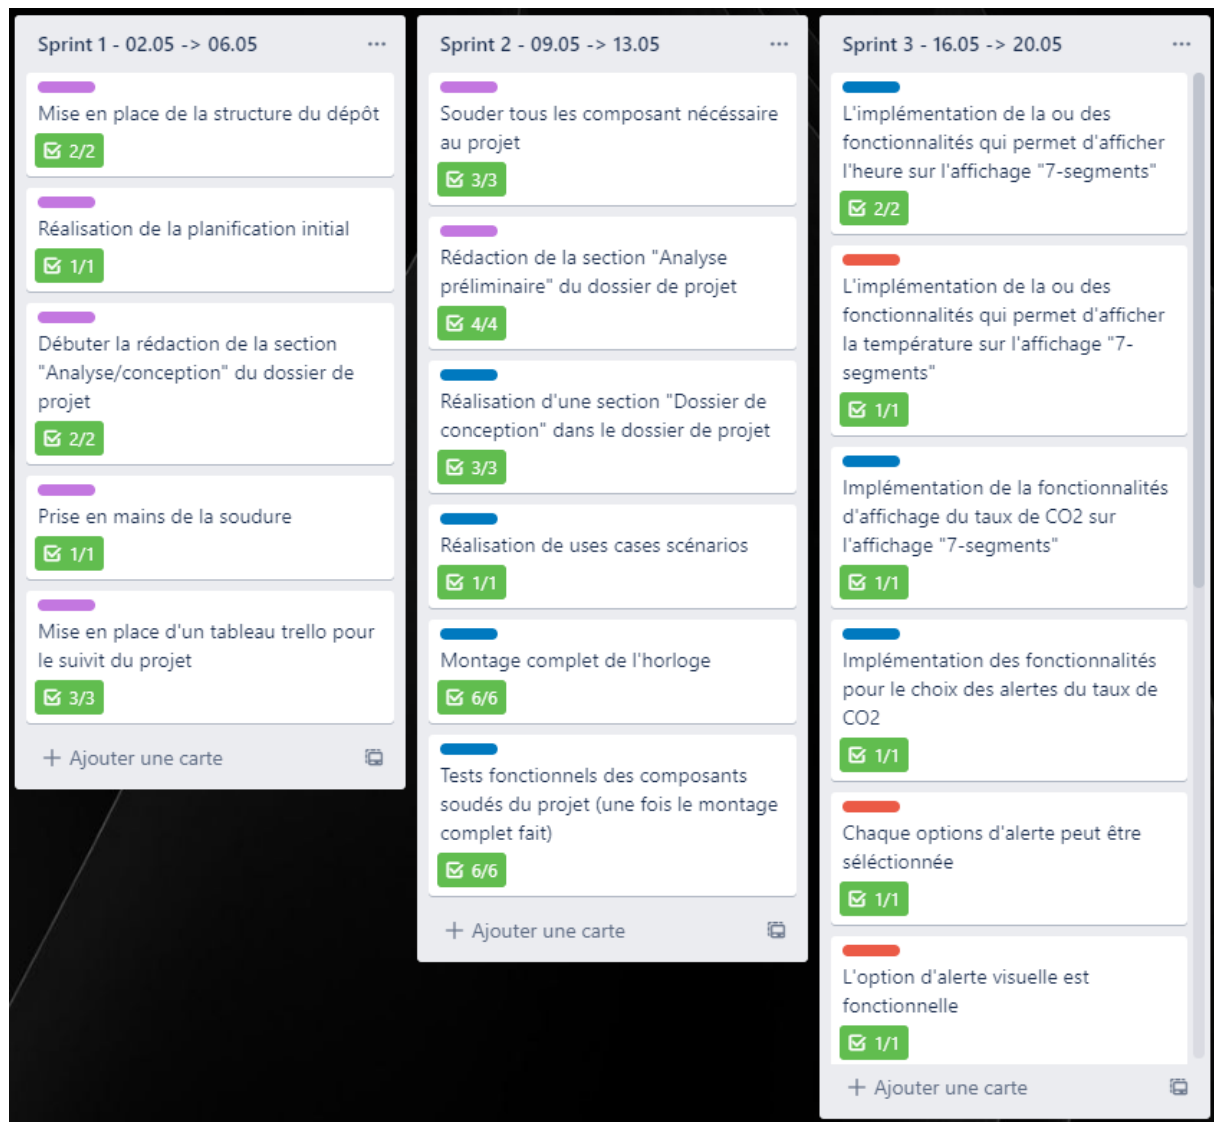 Sprint 1 - 02.05 -> 06.05
Mise en place de la structure du dépôt
2/2
Réalisation de la planification initial
1/1
Débuter la rédaction de la section
"Analyse/conception" du dossier de
projet
2/2
Prise en mains de la soudure
1/1
Mise en place d'un tableau trello pour
le suivit du projet
3/3
+ Ajouter une carte
Sprint 2 - 09.05 -> 13.05
Souder tous les composant nécéssaire
au projet
3/3
Rédaction de la section "Analyse
préliminaire" du dossier de projet
4/4
Réalisation d'une section "Dossier de
conception" dans le dossier de projet
3/3
Réalisation de uses cases scénarios
1/1
Montage complet de l'horloge
6/6
Tests fonctionnels des composants
soudés du projet (une fois le montage
complet fait)
6/6
+ Ajouter une carte
Sprint 3 - 16.05 -> 20.05
L'implémentation de la ou des
fonctionnalités qui permet d'afficher
l'heure sur l'affichage "7-segments"
2/2
L'implémentation de la ou des
fonctionnalités qui permet d'afficher
la température sur l'affichage "7-
segments"
1/1
Implémentation de la fonctionnalités
d'affichage du taux de CO2 sur
l'affichage "7-segments"
1/1
Implémentation des fonctionnalités
pour le choix des alertes du taux de
CO2
1/1
Chaque options d'alerte peut être
séléctionnée
1/1
L'option d'alerte visuelle est
fonctionnelle
1/1
+ Ajouter une carte